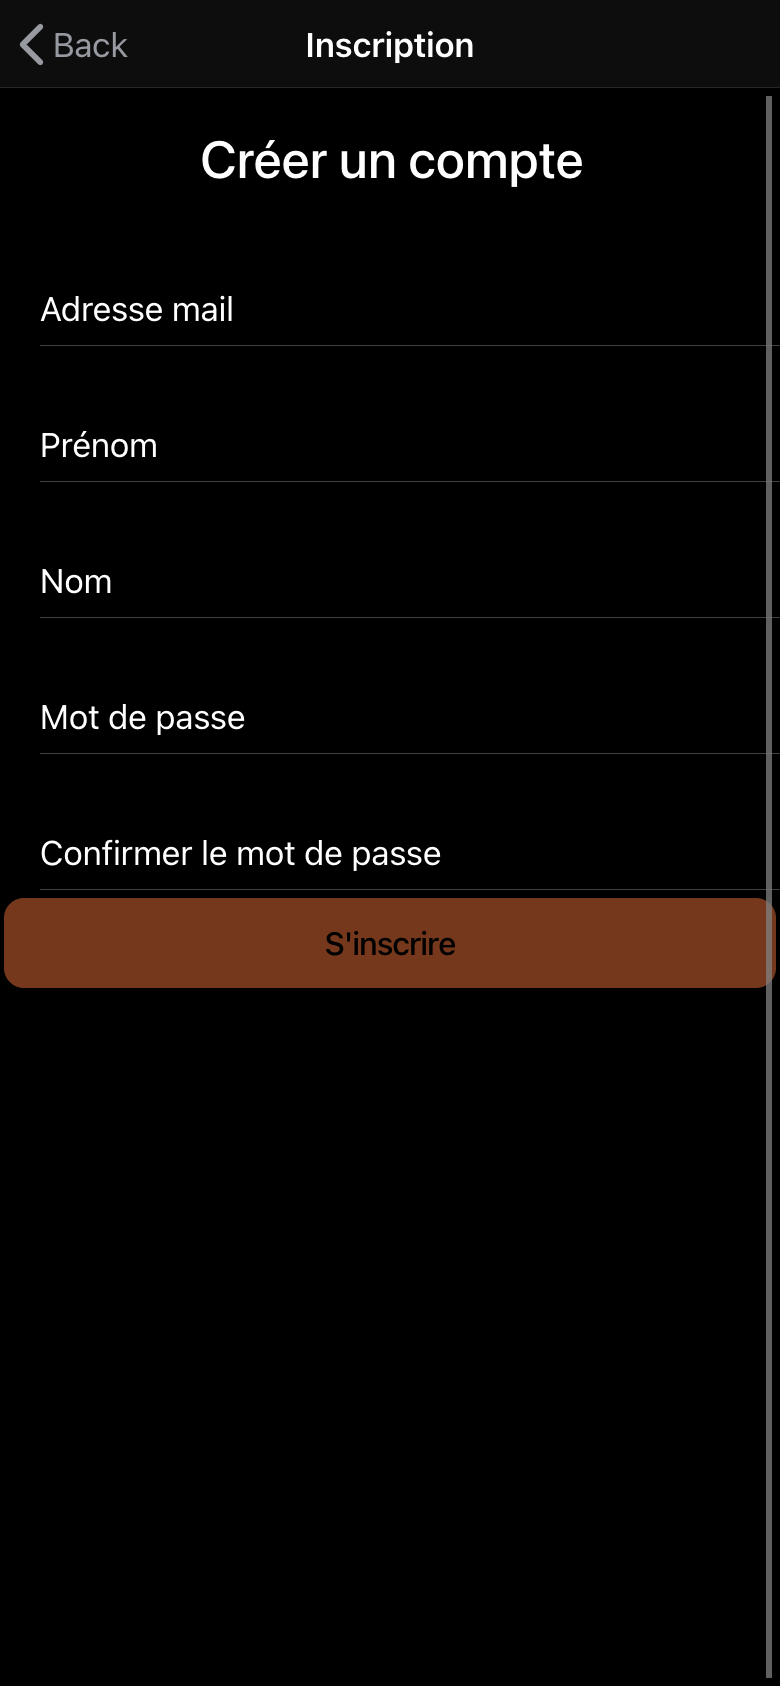 Back
Inscription
Créer un compte
Adresse mail
Prénom
Nom
Mot de passe
Confirmer le mot de passe
S'inscrire